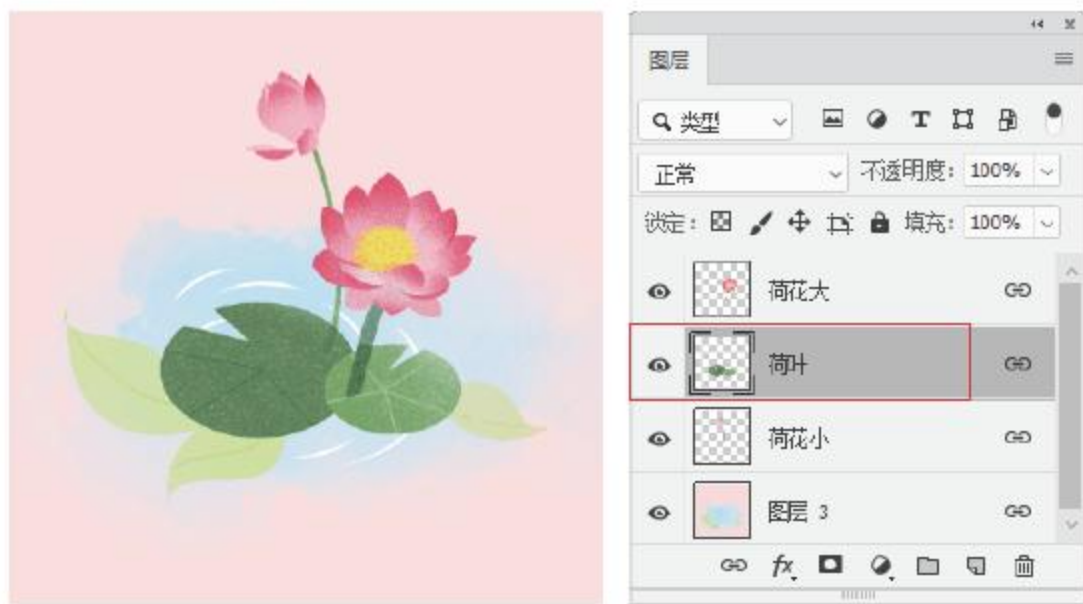 图层
类型
正常 不透明度: 100%
锁定: 填充: 100%
荷花大
荷叶
荷花小
图层 3
fx